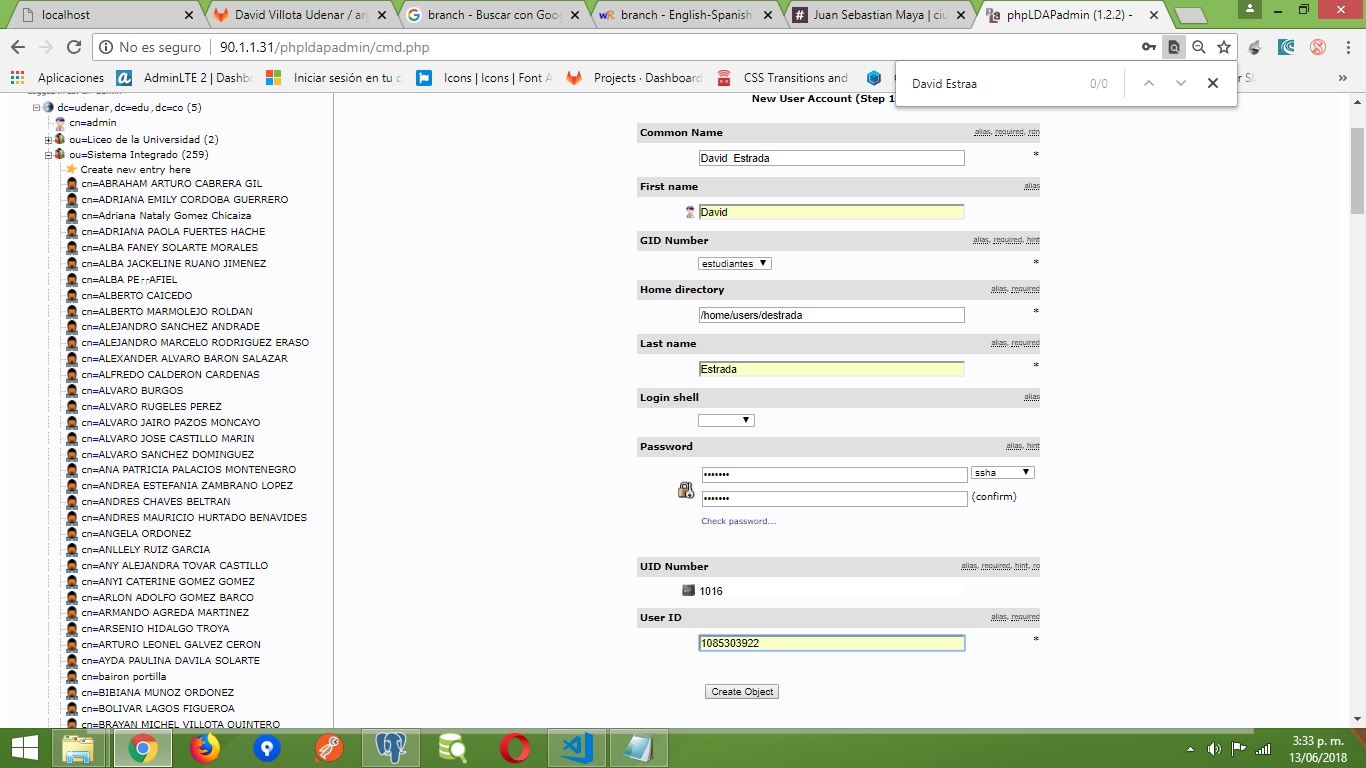 localhost
David Villota Udenar / arg
branch - Buscar con Goog
branch - English-Spanish
Juan Sebastian Maya | ciu
phpLDAPadmin (1.2.2) -
No es seguro
90.1.1.31/phpldapadmin/cmd.php
Aplicaciones
AdminLTE 2 | Dashb
Iniciar sesión en tu c
Icons | Icons | Font A
Projects · Dashboard
CSS Transitions and
David Estraa
0/0
dc=udenar,dc=edu,dc=co (5)
cn=admin
ou=Liceo de la Universidad (2)
ou=Sistema Integrado (259)
Create new entry here
cn=ABRAHAM ARTURO CABRERA GIL
cn=ADRIANA EMILY CORDOBA GUERRERO
cn=Adriana Nataly Gomez Chicaiza
cn=ADRIANA PAOLA FUERTES HACHE
cn=ALBA FANEY SOLARTE MORALES
cn=ALBA JACKELINE RUANO JIMENEZ
cn=ALBA PE AFIEL
cn=ALBERTO CAICEDO
cn=ALBERTO MARMOLEJO ROLDAN
cn=ALEJANDRO SANCHEZ ANDRADE
cn=ALEJANDRO MARCELO RODRIGUEZ ERASO
cn=ALEXANDER ALVARO BARON SALAZAR
cn=ALFREDO CALDERON CARDENAS
cn=ALVARO BURGOS
cn=ALVARO RUGELES PEREZ
cn=ALVARO JAIRO PAZOS MONCAYO
cn=ALVARO JOSE CASTILLO MARIN
cn=ALVARO SANCHEZ DOMINGUEZ
cn=ANA PATRICIA PALACIOS MONTENEGRO
cn=ANDREA ESTEFANIA ZAMBRANO LOPEZ
cn=ANDRES CHAVES BELTRAN
cn=ANDRES MAURICIO HURTADO BENAVIDES
cn=ANGELA ORDONEZ
cn=ANLLELY RUIZ GARCIA
cn=ANY ALEJANDRA TOVAR CASTILLO
cn=ANYI CATERINE GOMEZ GOMEZ
cn=ARLON ADOLFO GOMEZ BARCO
cn=ARMANDO AGREDA MARTINEZ
cn=ARSENIO HIDALGO TROYA
cn=ARTURO LEONEL GALVEZ CERON
cn=AYDA PAULINA DAVILA SOLARTE
cn=bairon portilla
cn=BIBIANA MUNOZ ORDONEZ
cn=BOLIVAR LAGOS FIGUEROA
cn=BRAYAN MICHEL VILLOTA QUINTERO
New User Account (Step 1
Common Name alias, required, rdn
David  Estrada *
First name alias
David
GID Number alias, required, hint
estudiantes *
Home directory alias, required
/home/users/destrada *
Last name alias, required
Estrada *
Login shell alias
Password alias, hint
••••••• ssha
••••••• (confirm)
Check password...
UID Number alias, required, hint, ro
1016
User ID alias, required
1085303922 *
Create Object
3:33 p. m.
13/06/2018